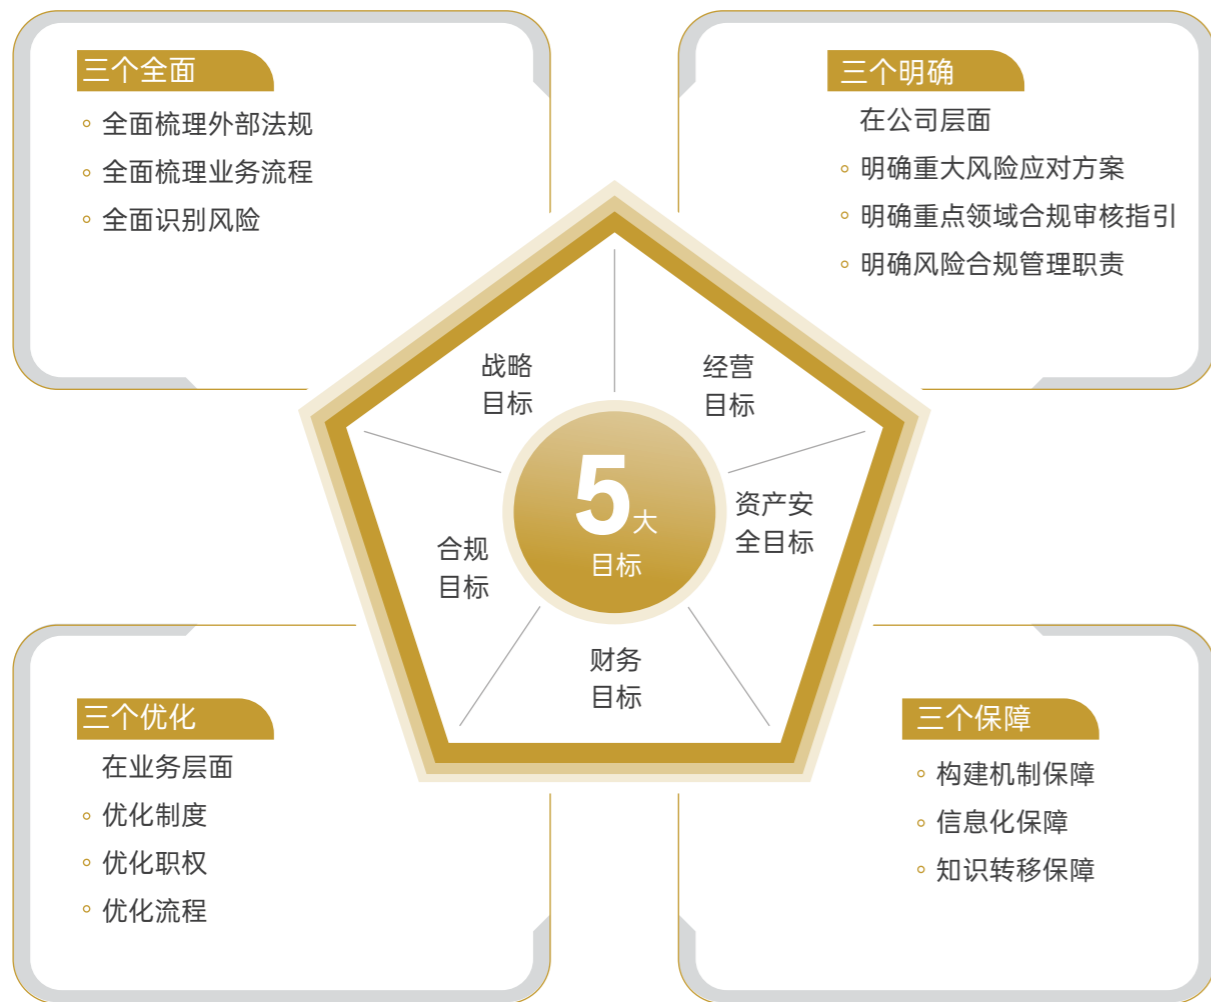 三个全面
全面梳理外部法规
全面梳理业务流程
全面识别风险
三个明确
在公司层面
明确重大风险应对方案
明确重点领域合规审核指引
明确风险合规管理职责
战略
目标
经营
目标
5大
目标
资产安
全目标
合规
目标
财务
目标
三个优化
在业务层面
优化制度
优化职权
优化流程
三个保障
构建机制保障
信息化保障
知识转移保障